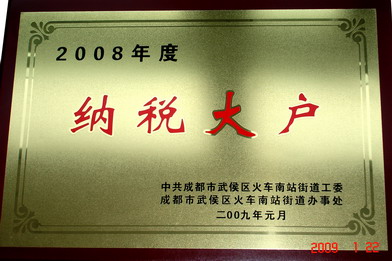 2008年度
纳税大户
中共成都市武侯区火车南站街道工委
成都市武侯区火车南站街道办事处
二00九年元月
2009 1 22